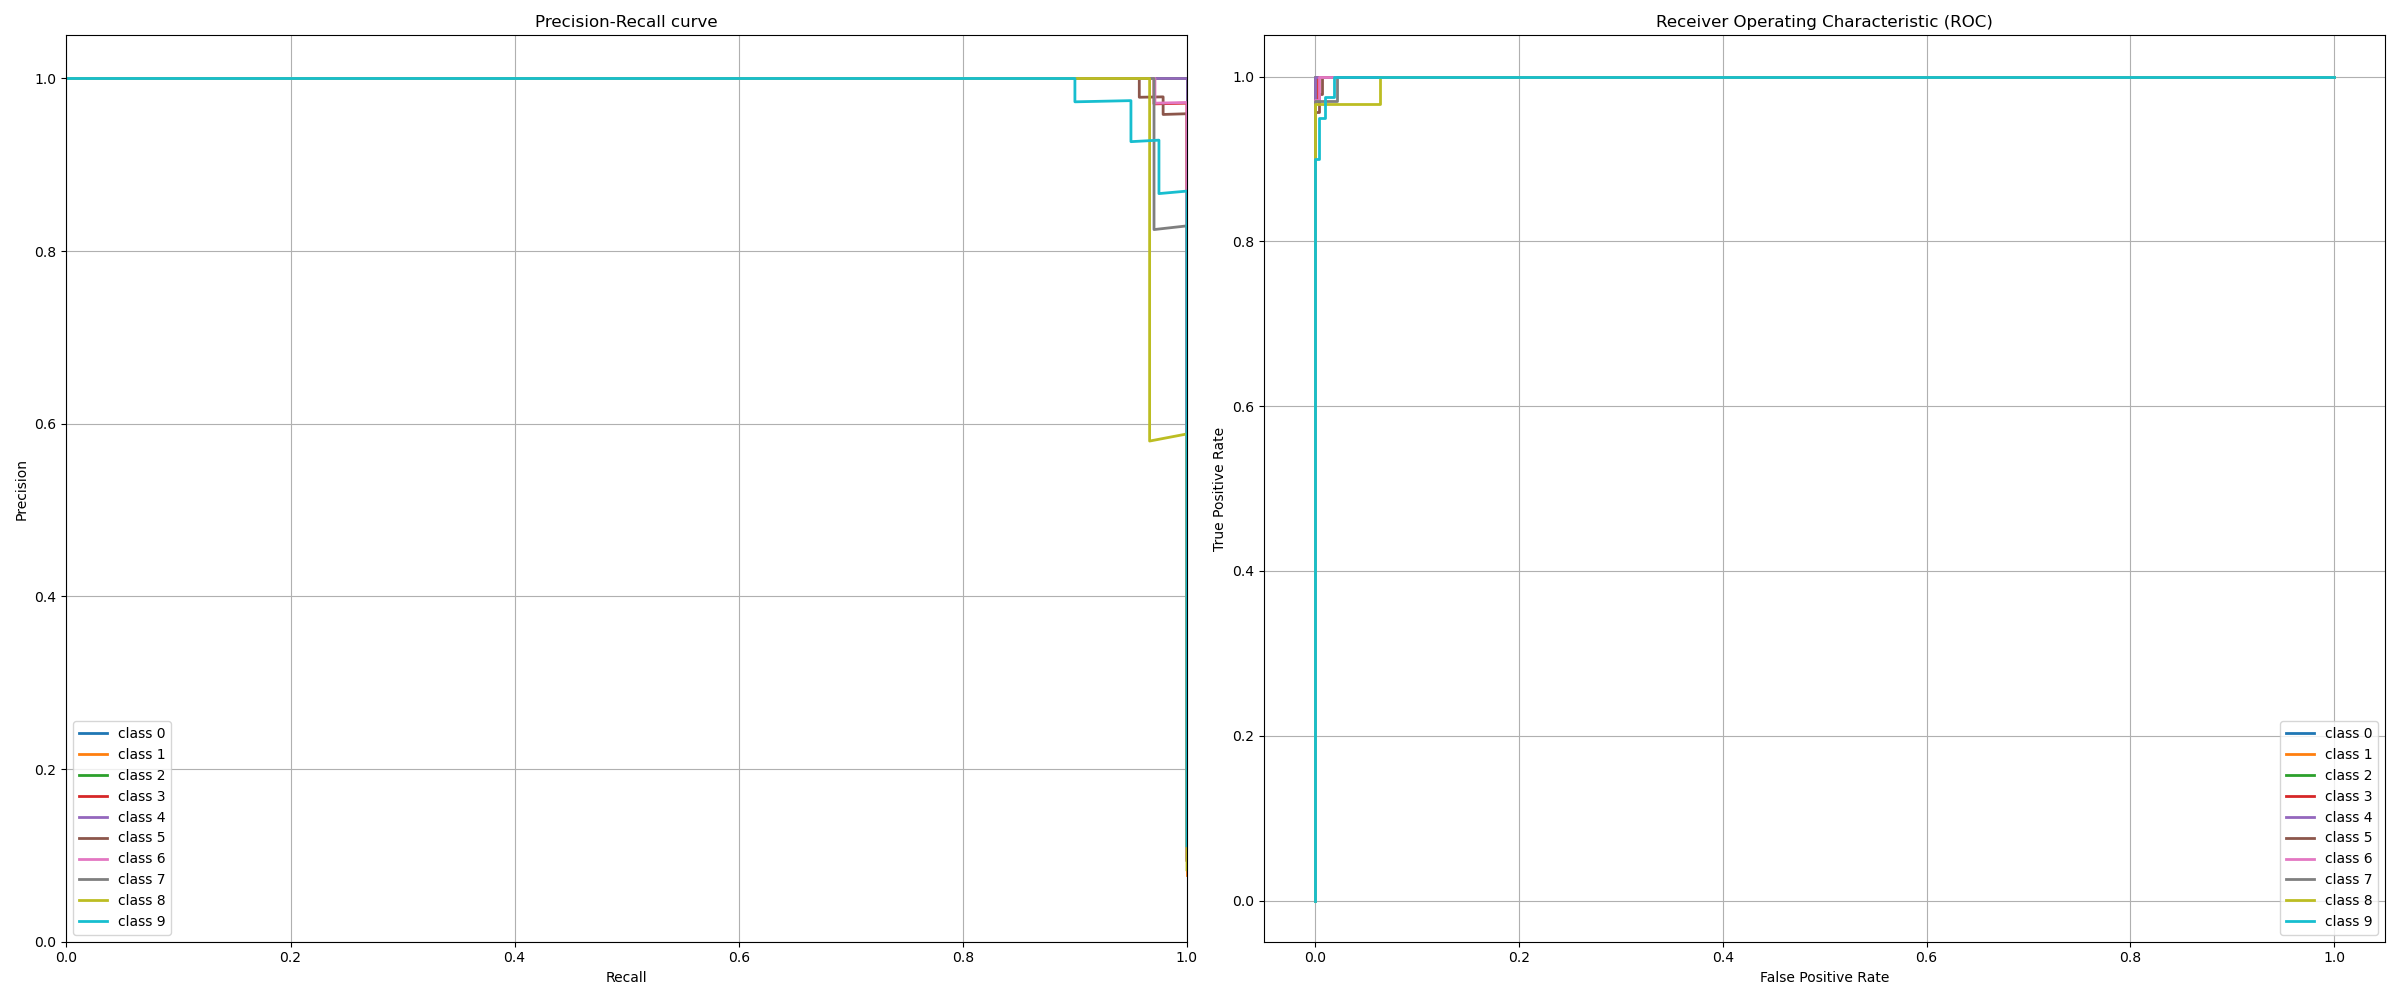 Precision-Recall curve
1.0
0.8
0.6
0.4
0.2
0.0
Precision
0.0 0.2 0.4 0.6 0.8 1.0
Recall
class 0
class 1
class 2
class 3
class 4
class 5
class 6
class 7
class 8
class 9
Receiver Operating Characteristic (ROC)
1.0
0.8
0.6
0.4
0.2
0.0
True Positive Rate
0.0 0.2 0.4 0.6 0.8 1.0
False Positive Rate
class 0
class 1
class 2
class 3
class 4
class 5
class 6
class 7
class 8
class 9